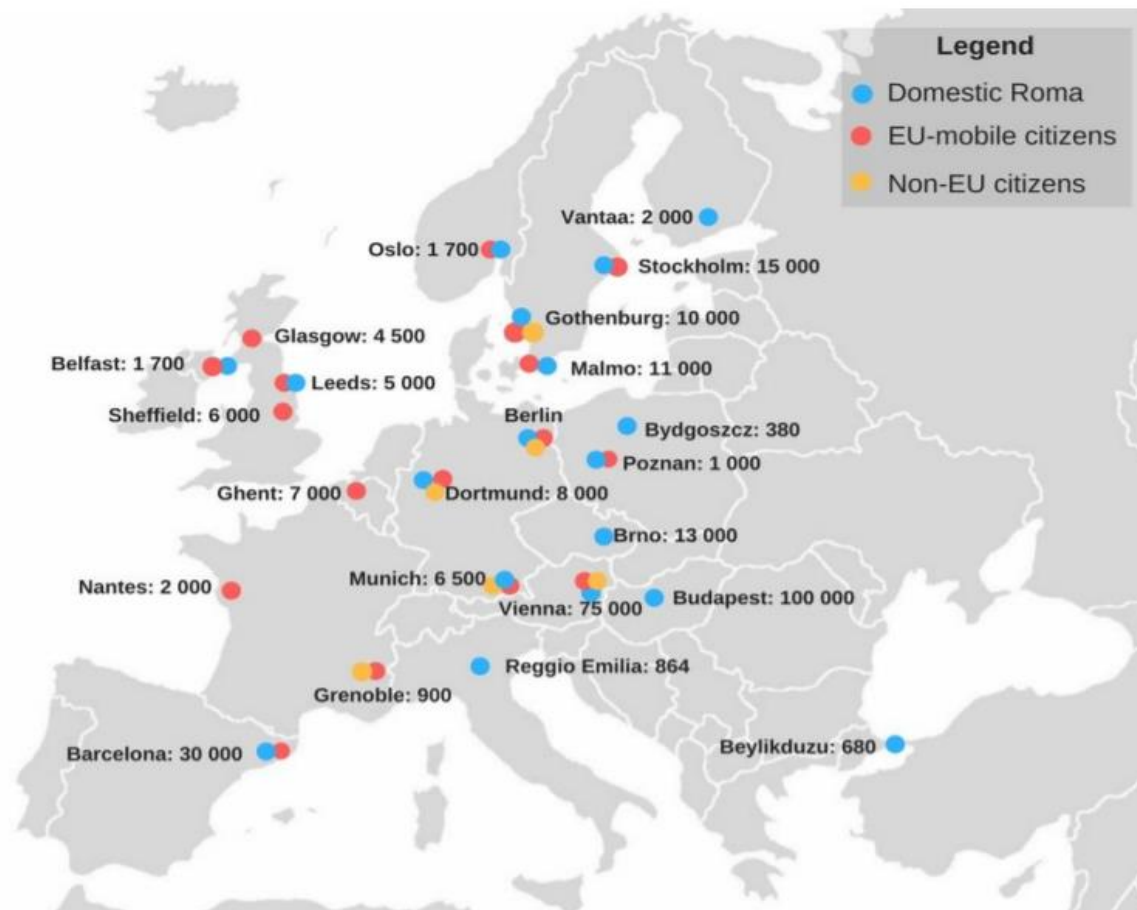 Legend
Domestic Roma
EU-mobile citizens
Non-EU citizens
Vantaa: 2 000
Oslo: 1 700
Stockholm: 15 000
Gothenburg: 10 000
Glasgow: 4 500
Belfast: 1 700
Malmo: 11 000
Leeds: 5 000
Sheffield: 6 000
Berlin
Bydgoszcz: 380
Poznan: 1 000
Ghent: 7 000
Dortmund: 8 000
Brno: 13 000
Munich: 6 500
Nantes: 2 000
Budapest: 100 000
Vienna: 75 000
Reggio Emilia: 864
Grenoble: 900
Beylikduzu: 680
Barcelona: 30 000